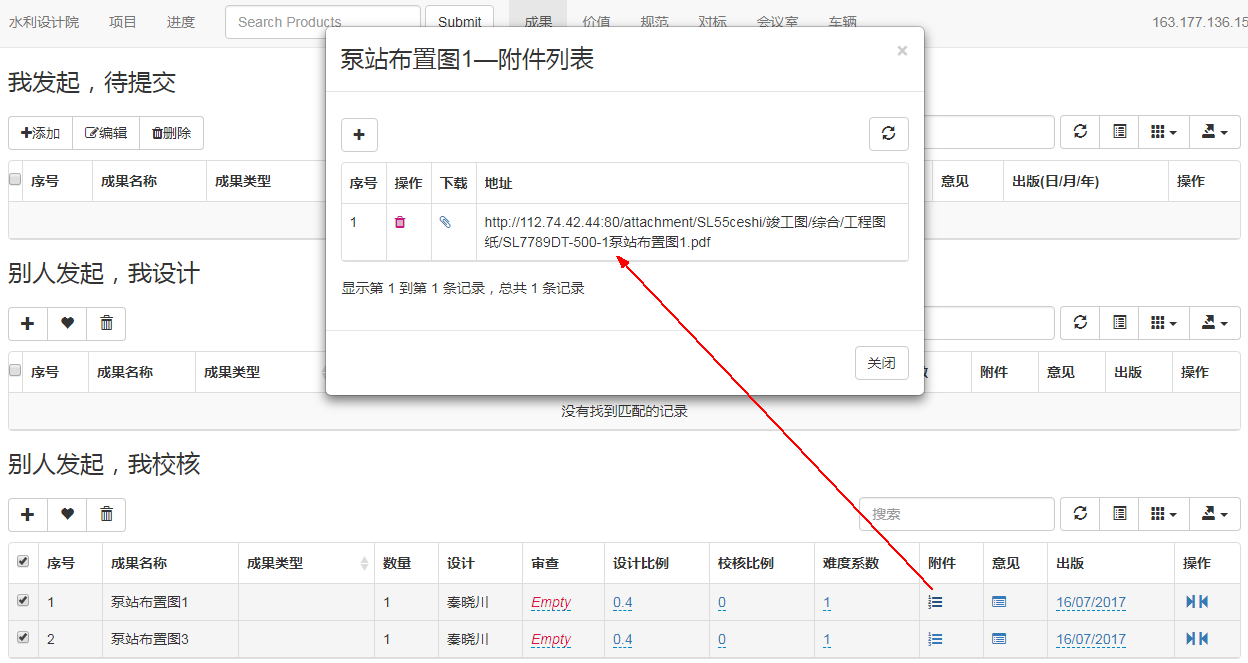 水利设计院 项目 进度 Search Products Submit 成果 价值 规范 对标 会议室 车辆 163.177.136.15
泵站布置图1—附件列表 ×
序号 操作 下载 地址
1 http://112.74.42.44:80/attachment/SL55ceshi/竣工图/综合/工程图
纸/SL7789DT-500-1泵站布置图1.pdf
显示第 1 到第 1 条记录，总共 1 条记录
关闭
我发起，待提交
添加 编辑 删除
序号 成果名称 成果类型 意见 出版(日/月/年) 操作
别人发起，我设计
序号 成果名称 成果类型 附件 意见 出版 操作
没有找到匹配的记录
别人发起，我校核
搜索
序号 成果名称 成果类型 数量 设计 审查 设计比例 校核比例 难度系数 附件 意见 出版 操作
1 泵站布置图1 1 秦晓川 Empty 0.4 0 1 16/07/2017
2 泵站布置图3 1 秦晓川 Empty 0.4 0 1 16/07/2017